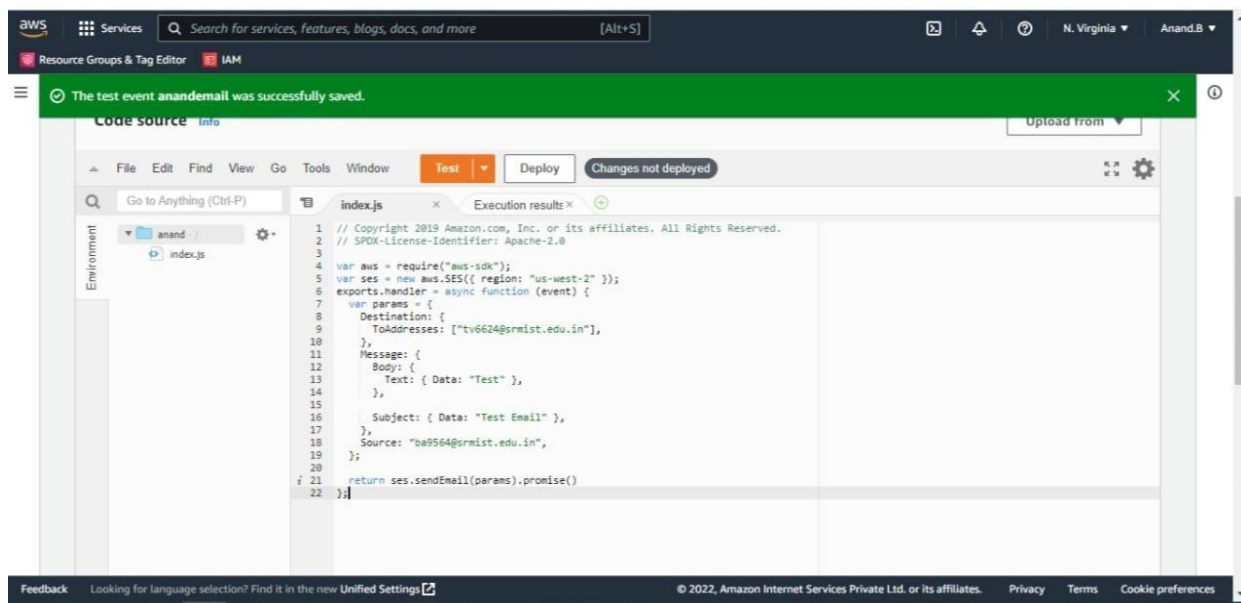 aws Services Search for services, features, blogs, docs, and more [Alt+S] N. Virginia ▼ Anand.B ▼
Resource Groups & Tag Editor IAM
The test event anandemail was successfully saved.
Code source Info Upload from ▼
File Edit Find View Go Tools Window Test Deploy Changes not deployed
Go to Anything (Ctrl-P) index.js × Execution results ×
Environment
anand /
index.js
1 // Copyright 2019 Amazon.com, Inc. or its affiliates. All Rights Reserved.
2 // SPDX-License-Identifier: Apache-2.0
3
4 var aws = require("aws-sdk");
5 var ses = new aws.SES({ region: "us-west-2" });
6 exports.handler = async function (event) {
7 var params = {
8 Destination: {
9 ToAddresses: ["tv6624@srmist.edu.in"],
10 },
11 Message: {
12 Body: {
13 Text: { Data: "Test" },
14 },
15
16 Subject: { Data: "Test Email" },
17 },
18 Source: "ba9564@srmist.edu.in",
19 };
20
i 21 return ses.sendEmail(params).promise()
22 };
Feedback Looking for language selection? Find it in the new Unified Settings © 2022, Amazon Internet Services Private Ltd. or its affiliates. Privacy Terms Cookie preferences